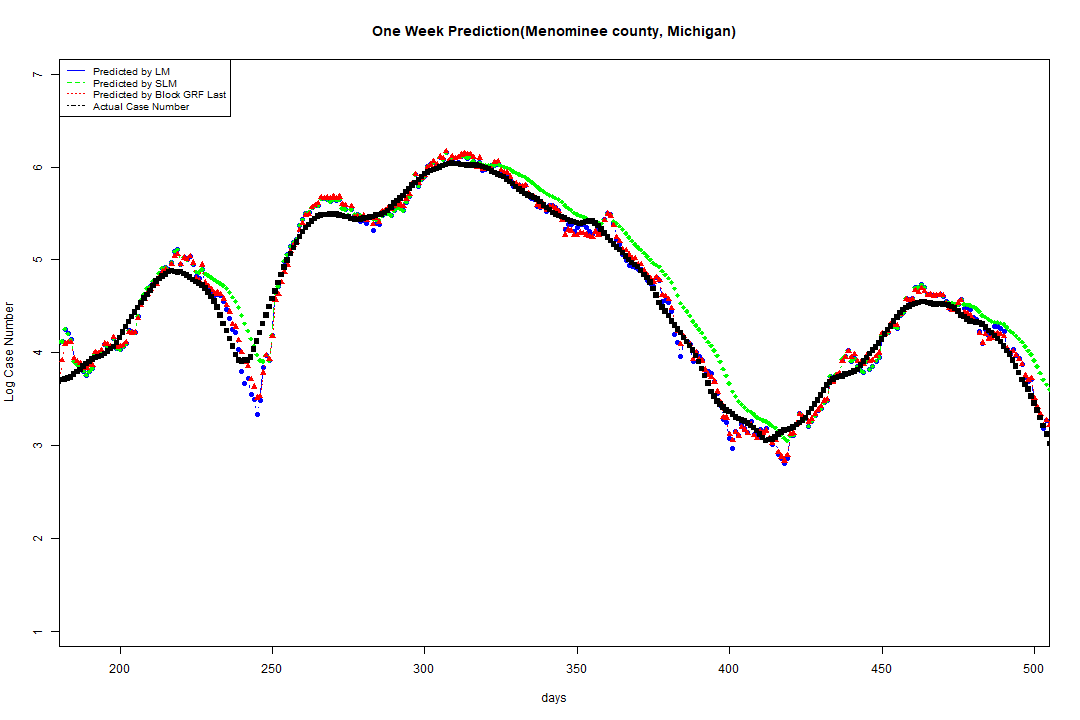 One Week Prediction(Menominee county, Michigan)
Predicted by LM
Predicted by SLM
Predicted by Block GRF Last
Actual Case Number
Log Case Number
7
6
5
4
3
2
1
200 250 300 350 400 450 500
days